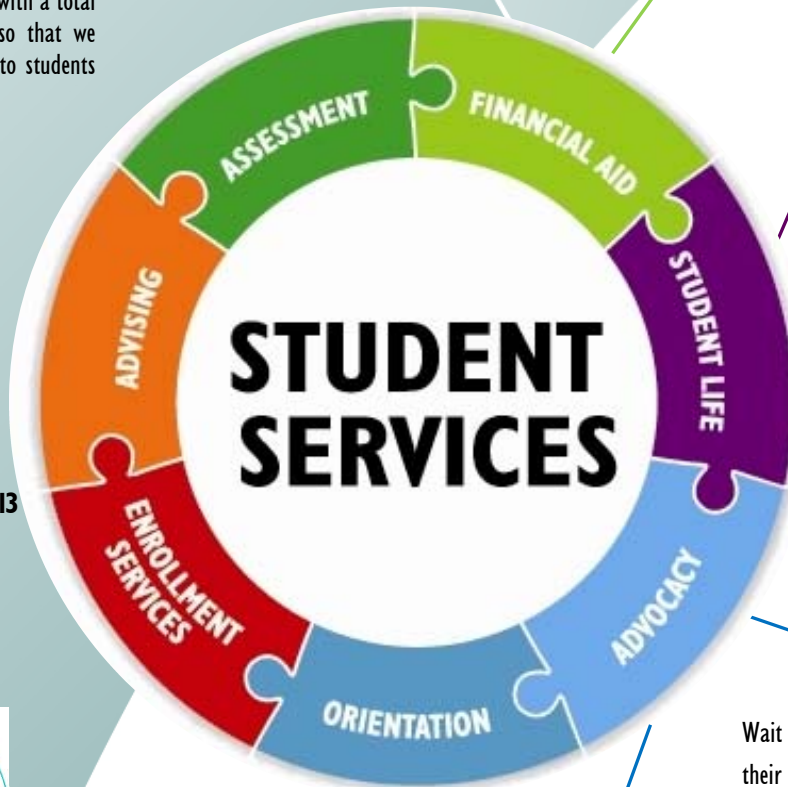 with a total
so that we
to students
ASSESSMENT
FINANCIAL AID
STUDENT LIFE
ADVOCACY
ORIENTATION
ENROLLMENT
SERVICES
ADVISING
STUDENT
SERVICES
13
Wait
their